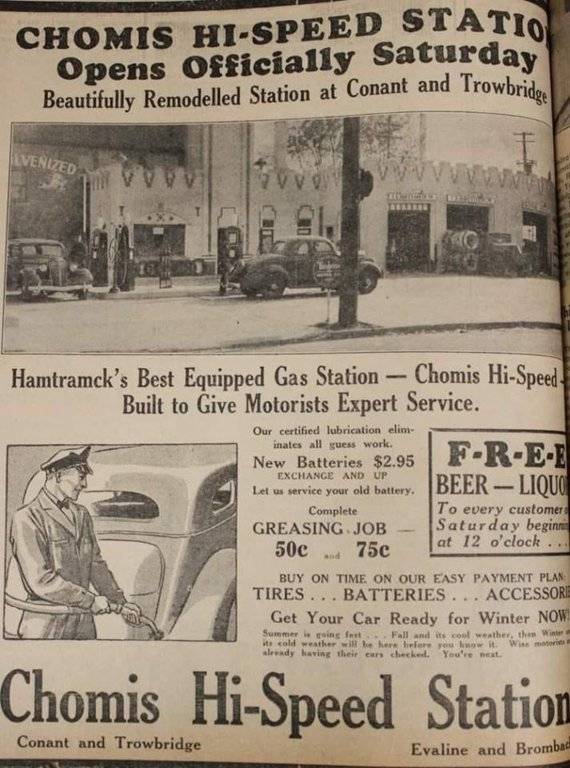 CHOMIS HI-SPEED STATIO
Opens Officially Saturday
Beautifully Remodelled Station at Conant and Trowbridge
LVENIZED
Hamtramck's Best Equipped Gas Station — Chomis Hi-Speed
Built to Give Motorists Expert Service.
Our certified lubrication elim-
inates all guess work.
New Batteries $2.95
EXCHANGE AND UP
Let us service your old battery.
Complete
GREASING JOB —
50c and 75c
F-R-E-E
BEER — LIQUO
To every customer
Saturday beginni
at 12 o'clock . . .
BUY ON TIME ON OUR EASY PAYMENT PLAN
TIRES . . . BATTERIES . . . ACCESSORIE
Get Your Car Ready for Winter NOW!
Summer is going fast . . . Fall and its cool weather, then Winter
its cold weather will be here before you know it. Wise motorists
already having their cars checked. You're next.
Chomis Hi-Speed Station
Conant and Trowbridge
Evaline and Brombac